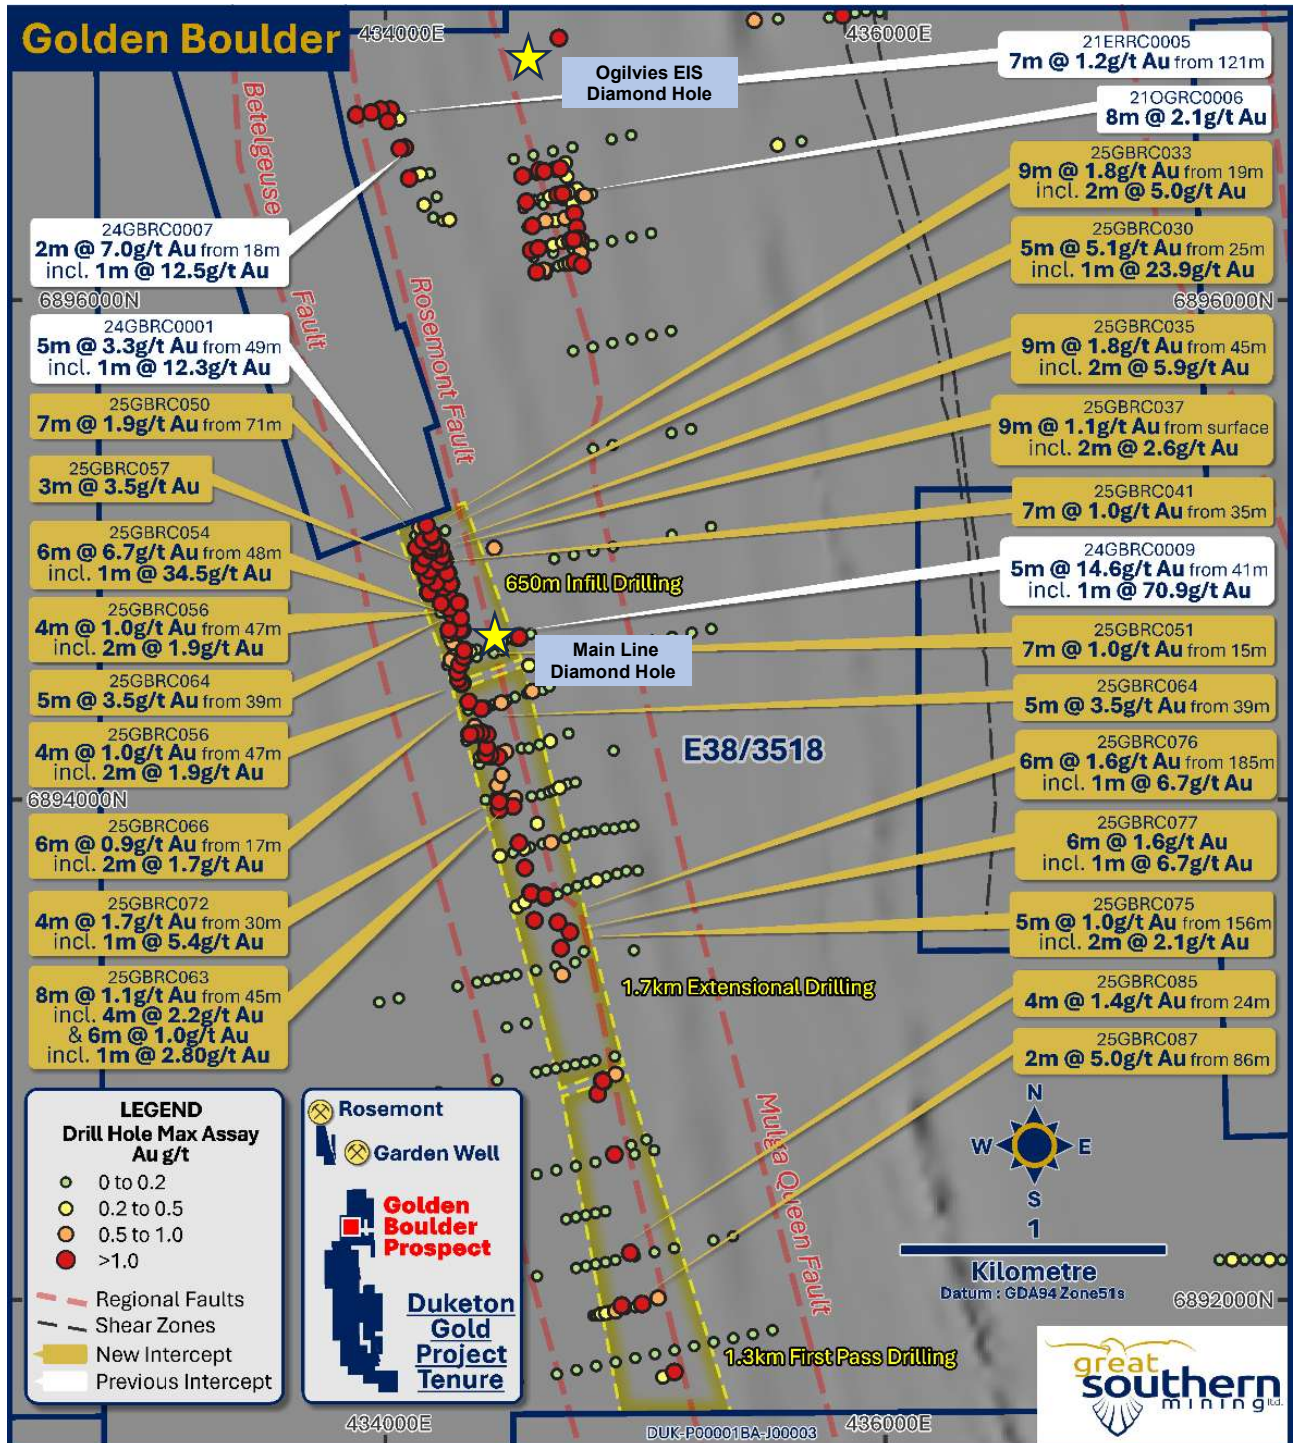 Golden Boulder
434000E
436000E
Ogilvies EIS
Diamond Hole
21ERRC0005
7m @ 1.2g/t Au from 121m
21OGRC0006
8m @ 2.1g/t Au
25GBRC033
9m @ 1.8g/t Au from 19m
incl. 2m @ 5.0g/t Au
25GBRC030
5m @ 5.1g/t Au from 25m
incl. 1m @ 23.9g/t Au
6896000N
25GBRC035
9m @ 1.8g/t Au from 45m
incl. 2m @ 5.9g/t Au
25GBRC037
9m @ 1.1g/t Au from surface
incl. 2m @ 2.6g/t Au
25GBRC041
7m @ 1.0g/t Au from 35m
24GBRC0009
5m @ 14.6g/t Au from 41m
incl. 1m @ 70.9g/t Au
25GBRC051
7m @ 1.0g/t Au from 15m
25GBRC064
5m @ 3.5g/t Au from 39m
25GBRC076
6m @ 1.6g/t Au from 185m
incl. 1m @ 6.7g/t Au
25GBRC077
6m @ 1.6g/t Au
incl. 1m @ 6.7g/t Au
25GBRC075
5m @ 1.0g/t Au from 156m
incl. 2m @ 2.1g/t Au
25GBRC085
4m @ 1.4g/t Au from 24m
25GBRC087
2m @ 5.0g/t Au from 86m
Betelgeuse
Fault
Rosemont Fault
24GBRC0007
2m @ 7.0g/t Au from 18m
incl. 1m @ 12.5g/t Au
6896000N
24GBRC0001
5m @ 3.3g/t Au from 49m
incl. 1m @ 12.3g/t Au
25GBRC050
7m @ 1.9g/t Au from 71m
25GBRC057
3m @ 3.5g/t Au
25GBRC054
6m @ 6.7g/t Au from 48m
incl. 1m @ 34.5g/t Au
25GBRC056
4m @ 1.0g/t Au from 47m
incl. 2m @ 1.9g/t Au
25GBRC064
5m @ 3.5g/t Au from 39m
25GBRC056
4m @ 1.0g/t Au from 47m
incl. 2m @ 1.9g/t Au
6894000N
25GBRC066
6m @ 0.9g/t Au from 17m
incl. 2m @ 1.7g/t Au
25GBRC072
4m @ 1.7g/t Au from 30m
incl. 1m @ 5.4g/t Au
25GBRC063
8m @ 1.1g/t Au from 45m
incl. 4m @ 2.2g/t Au
& 6m @ 1.0g/t Au
incl. 1m @ 2.80g/t Au
650m Infill Drilling
Main Line
Diamond Hole
E38/3518
1.7km Extensional Drilling
Mulga Queen Fault
1.3km First Pass Drilling
LEGEND
Drill Hole Max Assay
Au g/t
0 to 0.2
0.2 to 0.5
0.5 to 1.0
>1.0
Regional Faults
Shear Zones
New Intercept
Previous Intercept
Rosemont
Garden Well
Golden
Boulder
Prospect
Duketon
Gold
Project
Tenure
N
W
E
S
1
Kilometre
Datum : GDA94 Zone51s
6892000N
434000E
436000E
DUK-P00001BA-J00003
great
southern
mining ltd.